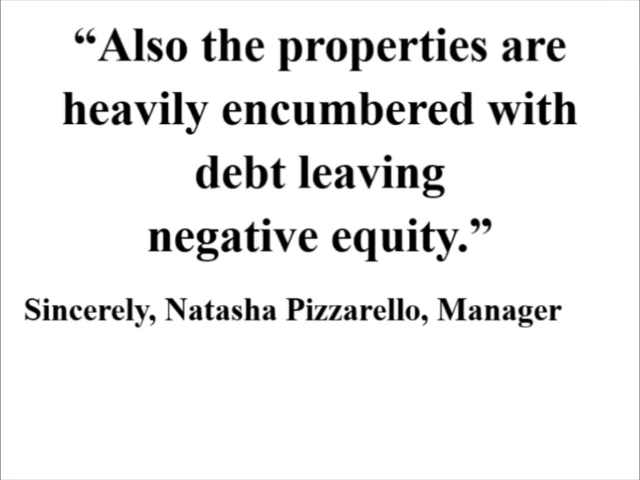 “Also the properties are
heavily encumbered with
debt leaving
negative equity.”
Sincerely, Natasha Pizzarello, Manager